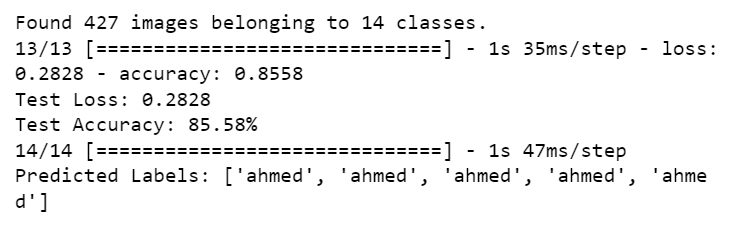 Found 427 images belonging to 14 classes.
13/13 [==============================] - 1s 35ms/step - loss:
0.2828 - accuracy: 0.8558
Test Loss: 0.2828
Test Accuracy: 85.58%
14/14 [==============================] - 1s 47ms/step
Predicted Labels: ['ahmed', 'ahmed', 'ahmed', 'ahmed', 'ahme
d']